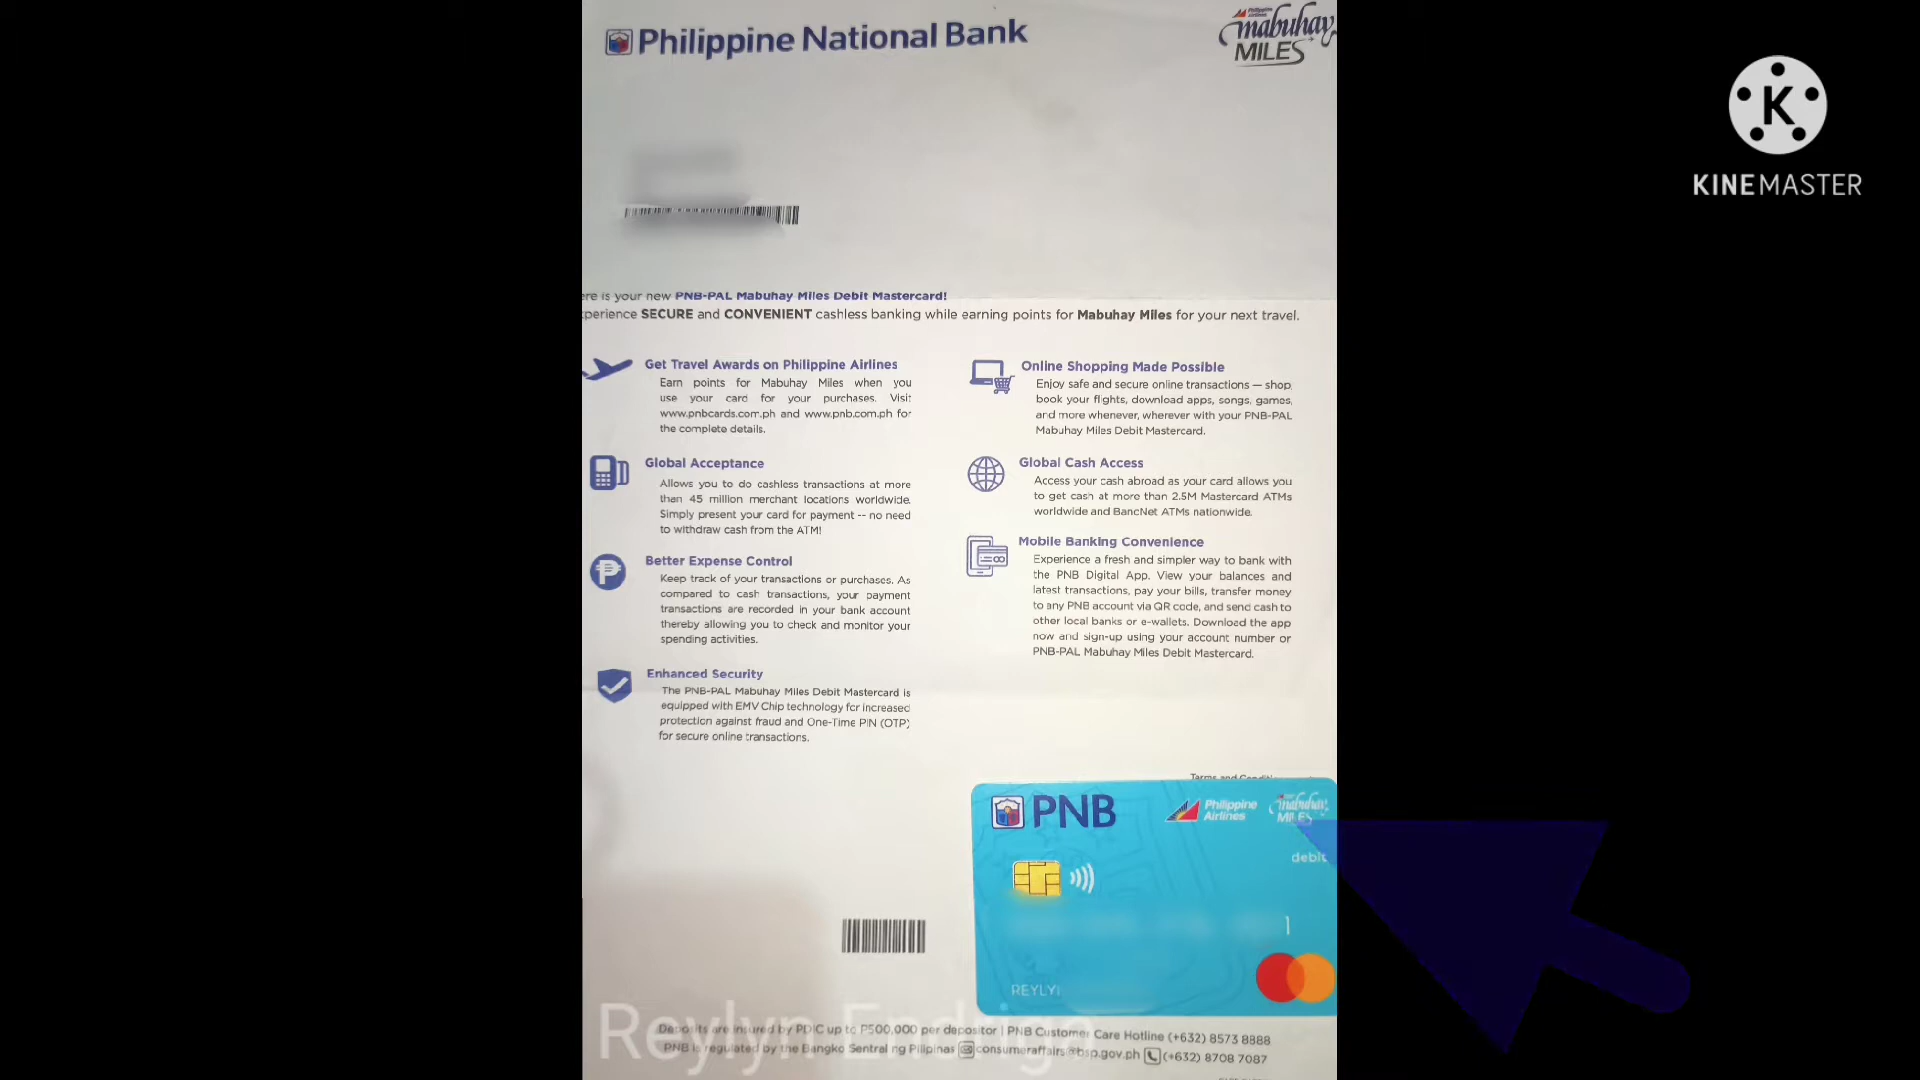 Philippine National Bank
Philippine Airlines
mabuhay
MILES
K
KINEMASTER
ere is your new PNB-PAL Mabuhay Miles Debit Mastercard!
xperience SECURE and CONVENIENT cashless banking while earning points for Mabuhay Miles for your next travel.
Get Travel Awards on Philippine Airlines
Earn points for Mabuhay Miles when you
use your card for your purchases. Visit
www.pnbcards.com.ph and www.pnb.com.ph for
the complete details.
Global Acceptance
Allows you to do cashless transactions at more
than 45 million merchant locations worldwide.
Simply present your card for payment -- no need
to withdraw cash from the ATM!
Better Expense Control
Keep track of your transactions or purchases. As
compared to cash transactions, your payment
transactions are recorded in your bank account
thereby allowing you to check and monitor your
spending activities.
Enhanced Security
The PNB-PAL Mabuhay Miles Debit Mastercard is
equipped with EMV Chip technology for increased
protection against fraud and One-Time PIN (OTP)
for secure online transactions.
Online Shopping Made Possible
Enjoy safe and secure online transactions — shop,
book your flights, download apps, songs, games,
and more whenever, wherever with your PNB-PAL
Mabuhay Miles Debit Mastercard.
Global Cash Access
Access your cash abroad as your card allows you
to get cash at more than 2.5M Mastercard ATMs
worldwide and BancNet ATMs nationwide.
Mobile Banking Convenience
Experience a fresh and simpler way to bank with
the PNB Digital App. View your balances and
latest transactions, pay your bills, transfer money
to any PNB account via QR code, and send cash to
other local banks or e-wallets. Download the app
now and sign-up using your account number or
PNB-PAL Mabuhay Miles Debit Mastercard.
Terms and
PNB
Philippine
Airlines
mabuhay
MILES
debit
1
REYLY
Reylyn Endriga
Deposits are insured by PDIC up to P500,000 per depositor | PNB Customer Care Hotline (+632) 8573 8888
PNB is regulated by the Bangko Sentral ng Pilipinas consumeraffairs@bsp.gov.ph (+632) 8708 7087